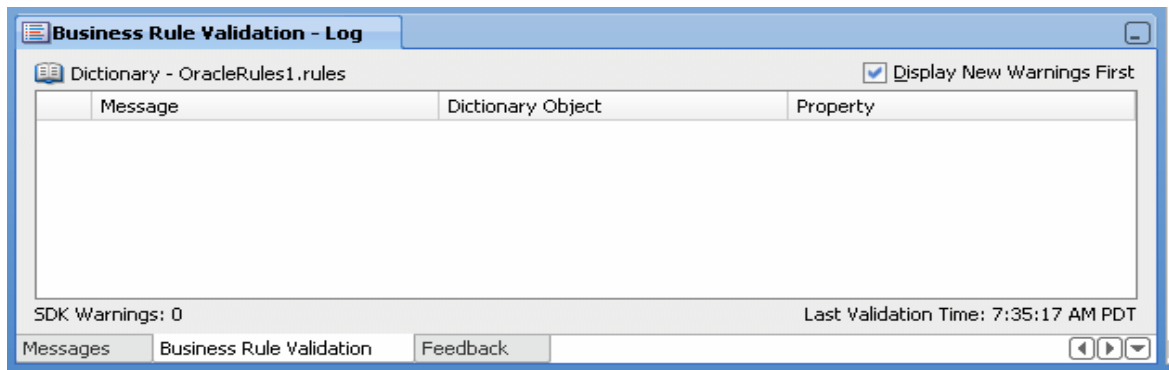 Business Rule Validation - Log
Dictionary - OracleRules1.rules Display New Warnings First
Message Dictionary Object Property
SDK Warnings: 0 Last Validation Time: 7:35:17 AM PDT
Messages Business Rule Validation Feedback